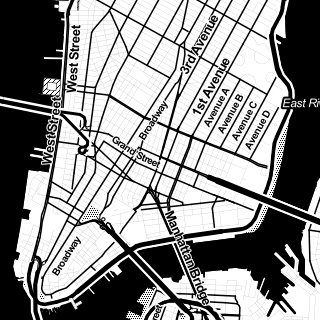 West Street
3rd Avenue
1st Avenue
Avenue A
Avenue B
Avenue C
Avenue D
East Ri
West Street
Broadway
Grand Street
Manhattan Bridge
Broadway
reet